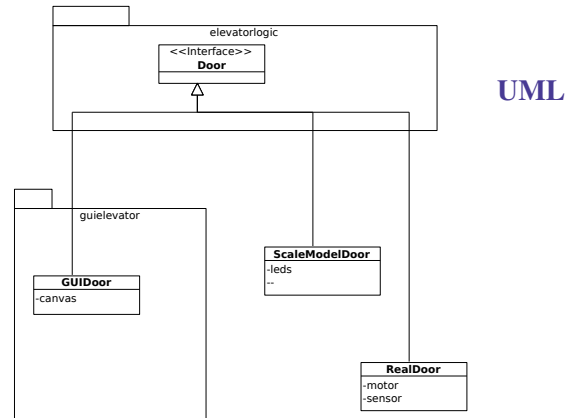 elevatorlogic
<<Interface>>
Door
UML
guielevator
GUIDoor
-canvas
ScaleModelDoor
-leds
--
RealDoor
-motor
-sensor